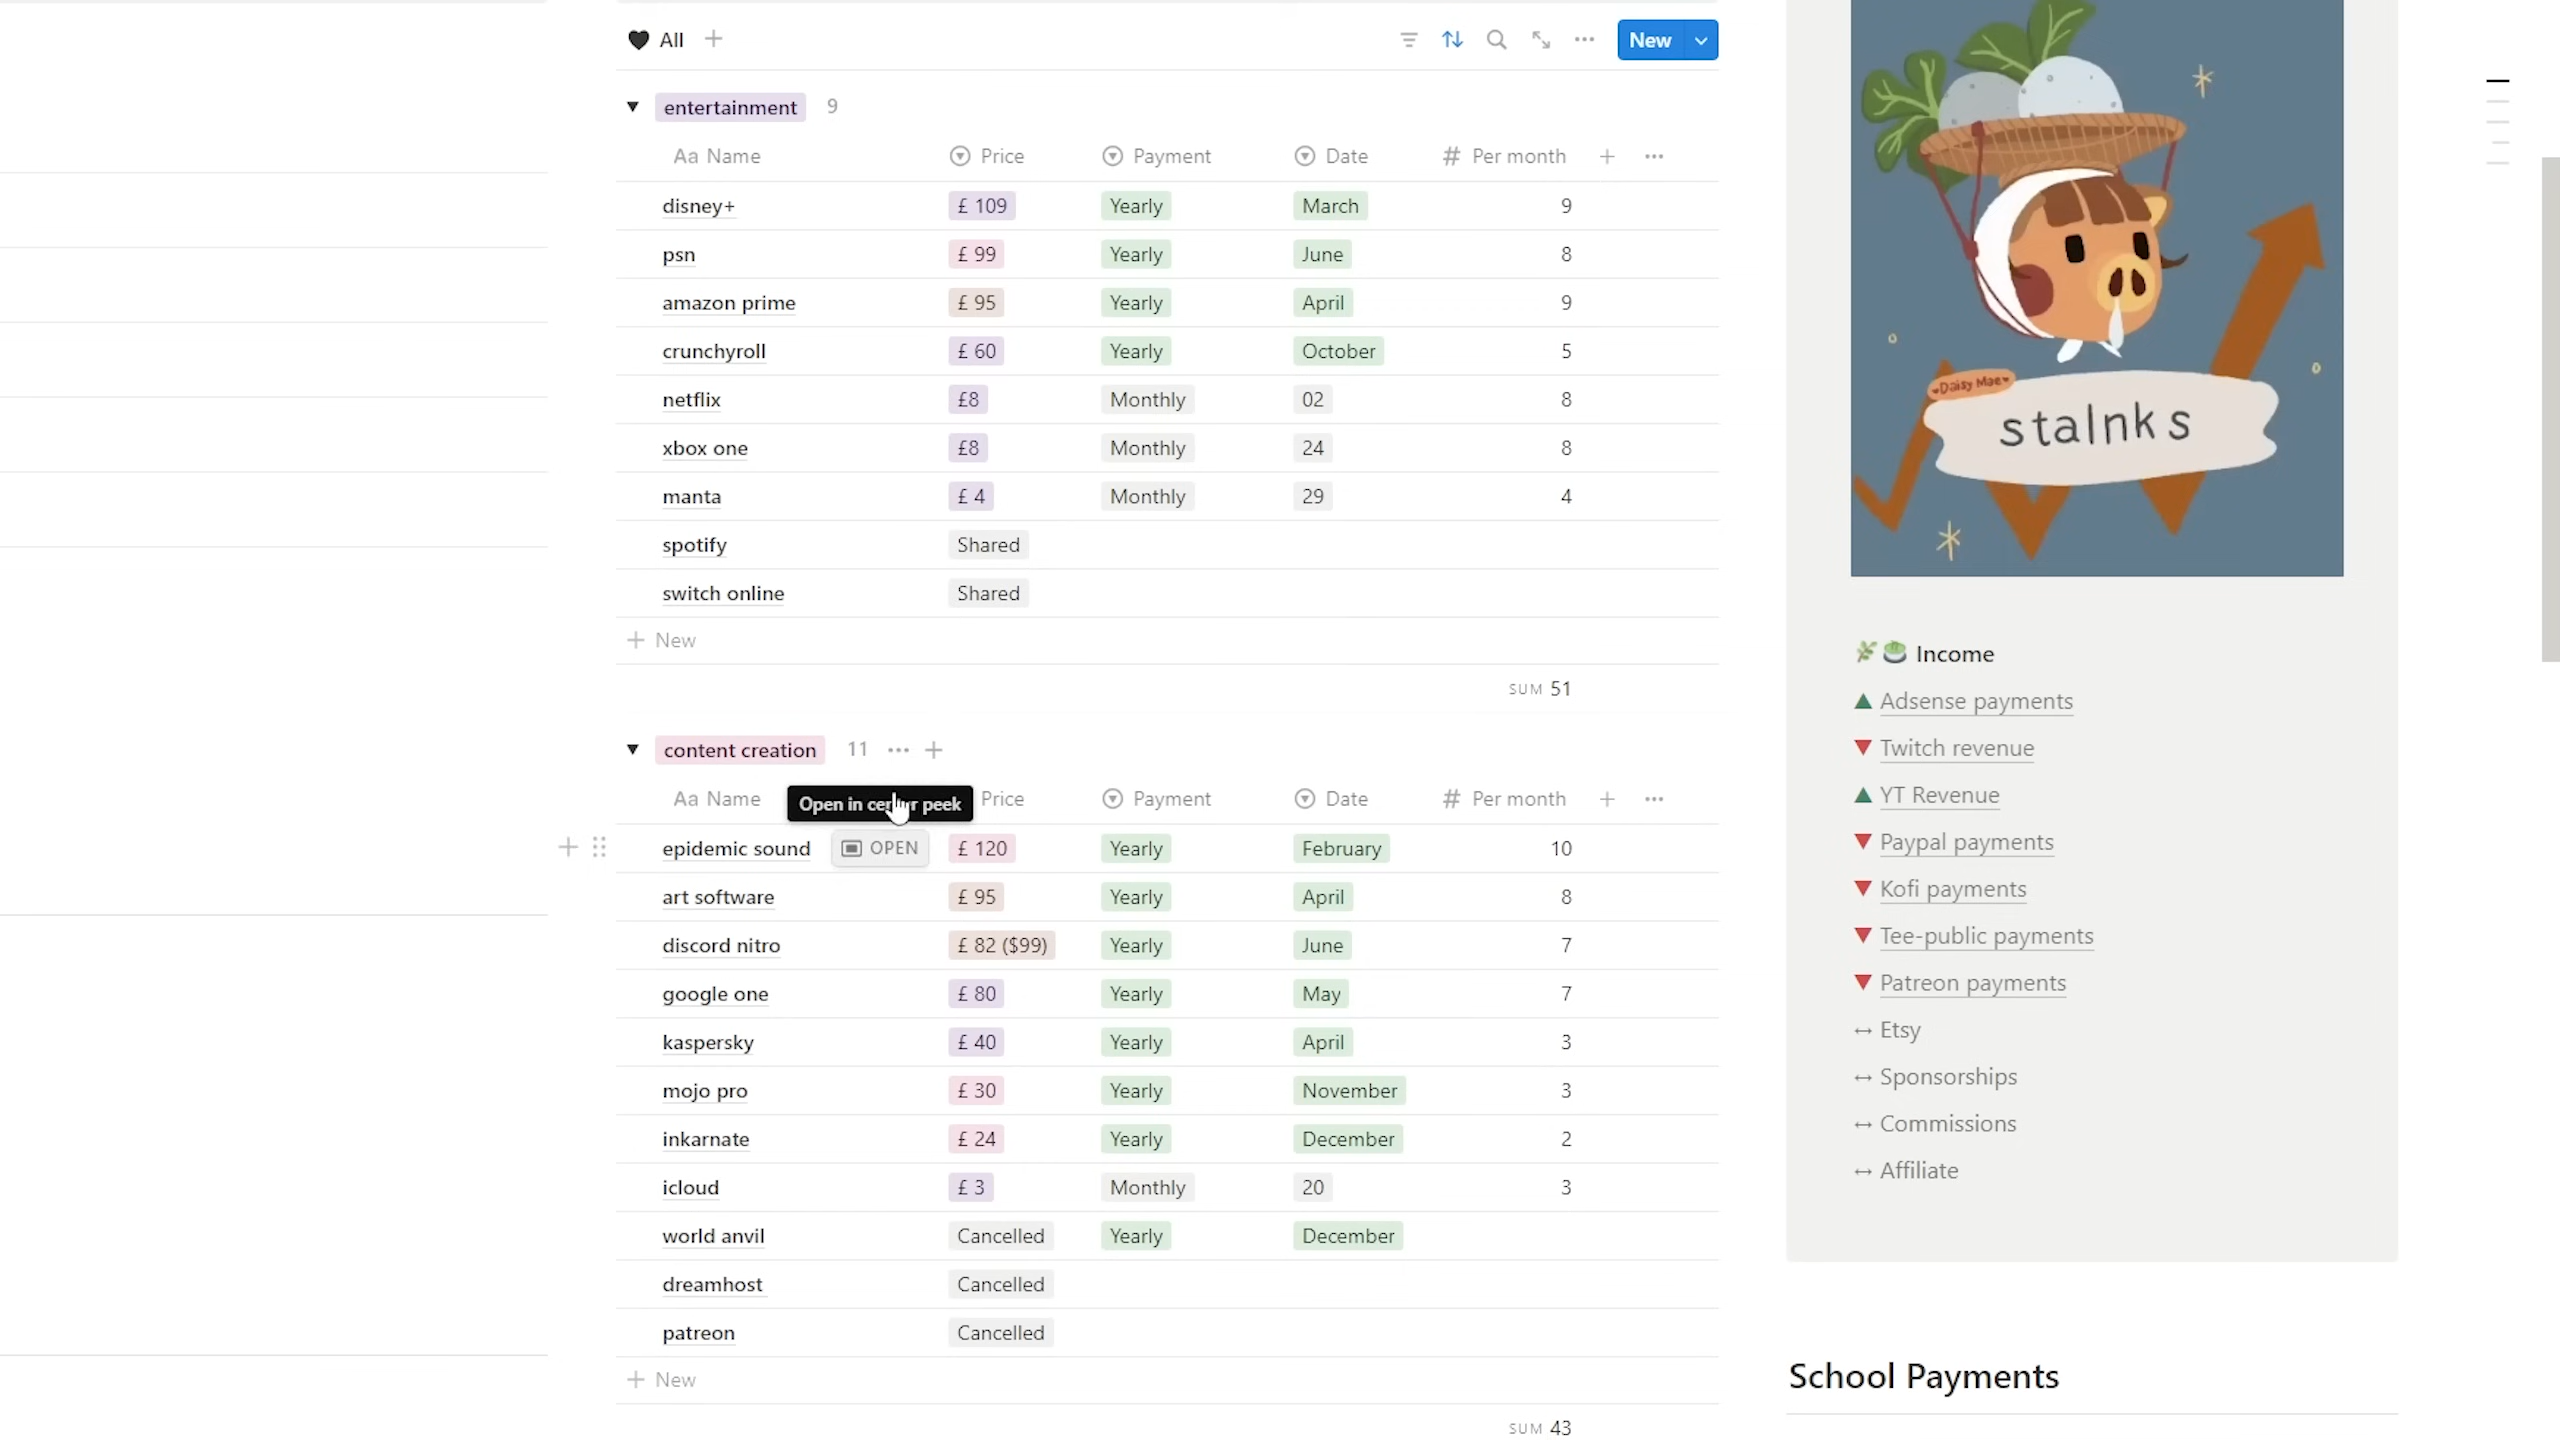 All
New
entertainment 9
Aa Name Price Payment Date # Per month
disney+ £ 109 Yearly March 9
psn £ 99 Yearly June 8
amazon prime £ 95 Yearly April 9
crunchyroll £ 60 Yearly October 5
netflix £8 Monthly 02 8
xbox one £8 Monthly 24 8
manta £ 4 Monthly 29 4
spotify Shared
switch online Shared
+ New
SUM 51
content creation 11
Aa Name Price Payment Date # Per month
Open in center peek
epidemic sound OPEN £ 120 Yearly February 10
art software £ 95 Yearly April 8
discord nitro £ 82 ($99) Yearly June 7
google one £ 80 Yearly May 7
kaspersky £ 40 Yearly April 3
mojo pro £ 30 Yearly November 3
inkarnate £ 24 Yearly December 2
icloud £ 3 Monthly 20 3
world anvil Cancelled Yearly December
dreamhost Cancelled
patreon Cancelled
+ New
SUM 43
Daisy Mae
stalnks
Income
Adsense payments
Twitch revenue
YT Revenue
Paypal payments
Kofi payments
Tee-public payments
Patreon payments
Etsy
Sponsorships
Commissions
Affiliate
School Payments